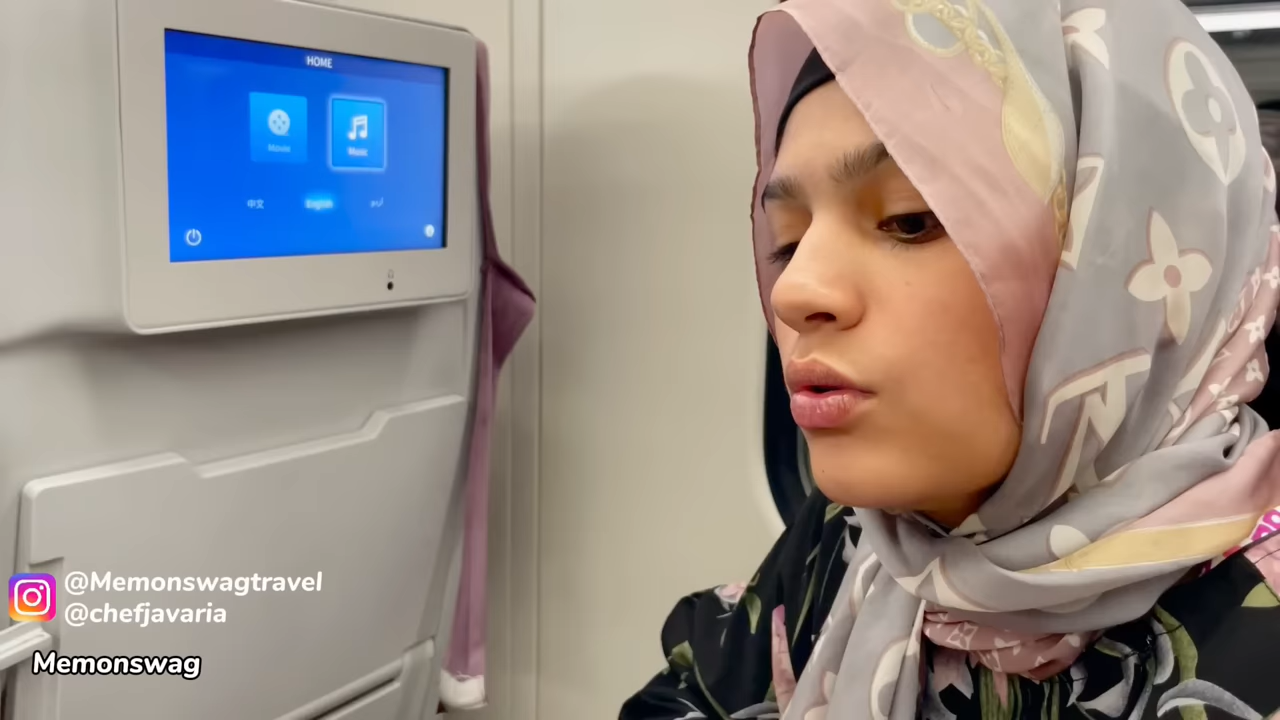 HOME
Movie
Music
中文
English
@Memonswagtravel
@chefjavaria
Memonswag